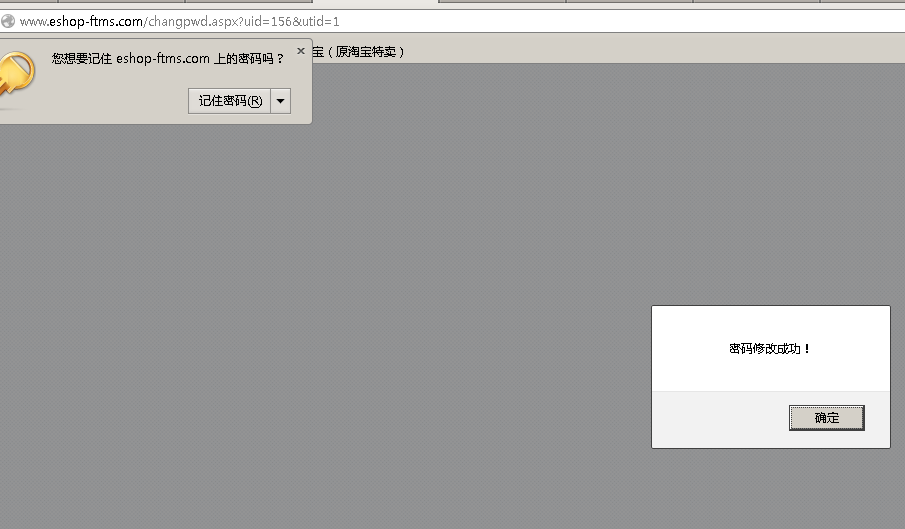 www.eshop-ftms.com/changpwd.aspx?uid=156&utid=1
宝（原淘宝特卖）
您想要记住 eshop-ftms.com 上的密码吗？
记住密码(R)
密码修改成功！
确定